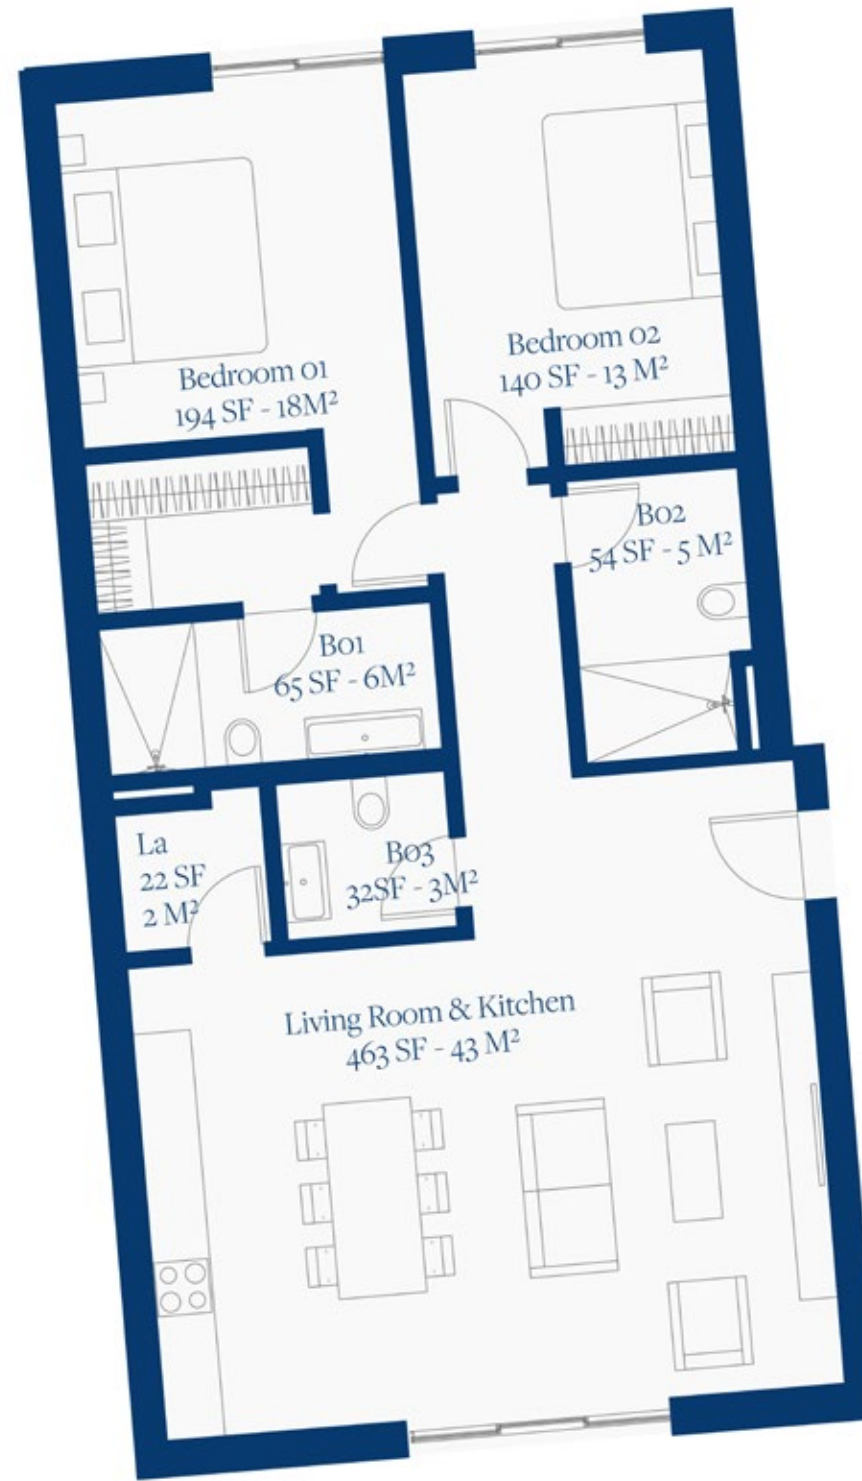 Bedroom 01
194 SF - 18M²
Bedroom 02
140 SF - 13 M²
B02
54 SF - 5 M²
B01
65 SF - 6M²
La
22 SF
2 M²
B03
32SF - 3M²
Living Room & Kitchen
463 SF - 43 M²